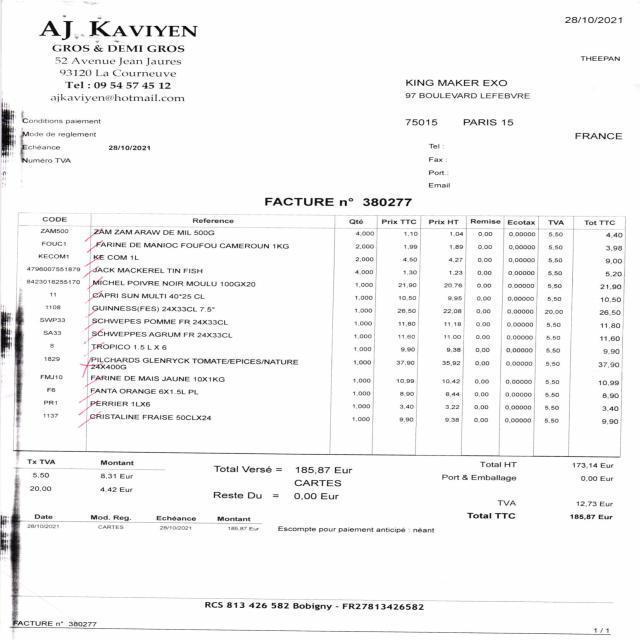 28/10/2021
AJ. KAVIYEN
GROS & DEMI GROS
52 Avenue Jean Jaures
93120 La Courneuve
Tel : 09 54 57 45 12
ajkaviyen@hotmail.com
THEEPAN
KING MAKER EXO
97 BOULEVARD LEFEBVRE
75015 PARIS 15
FRANCE
Conditions paiement
Mode de reglement
Echéance 28/10/2021
Numéro TVA
Tel :
Fax :
Port.:
Email
FACTURE n° 380277
CODE Reference Qté Prix TTC Prix HT Remise Ecotax TVA Tot TTC
ZAM500 ZAM ZAM ARAW DE MIL 500G 4,000 1,10 1,04 0,00 0,00000 5,50 4,40
FOUC1 FARINE DE MANIOC FOUFOU CAMEROUN 1KG 2,000 1,99 1,89 0,00 0,00000 5,50 3,98
KECOM1 KE COM 1L 2,000 4,50 4,27 0,00 0,00000 5,50 9,00
4796007551879 JACK MACKEREL TIN FISH 4,000 1,30 1,23 0,00 0,00000 5,50 5,20
8423018255170 MICHEL POIVRE NOIR MOULU 100GX20 1,000 21,90 20,76 0,00 0,00000 5,50 21,90
11 CAPRI SUN MULTI 40*25 CL 1,000 10,50 9,95 0,00 0,00000 5,50 10,50
1108 GUINNESS(FES) 24X33CL 7.5° 1,000 26,50 22,08 0,00 0,00000 20,00 26,50
SWP33 SCHWEPES POMME FR 24X33CL 1,000 11,80 11,18 0,00 0,00000 5,50 11,80
SA33 SCHWEPPES AGRUM FR 24X33CL 1,000 11,60 11,00 0,00 0,00000 5,50 11,60
8 TROPICO 1.5 L X 6 1,000 9,90 9,38 0,00 0,00000 5,50 9,90
1829 PILCHARDS GLENRYCK TOMATE/EPICES/NATURE 1,000 37,90 35,92 0,00 0,00000 5,50 37,90
24X400G
FMJ10 FARINE DE MAIS JAUNE 10X1KG 1,000 10,99 10,42 0,00 0,00000 5,50 10,99
F6 FANTA ORANGE 6X1.5L PL 1,000 8,90 8,44 0,00 0,00000 5,50 8,90
PR1 PERRIER 1LX6 1,000 3,40 3,22 0,00 0,00000 5,50 3,40
1137 CRISTALINE FRAISE 50CLX24 1,000 9,90 9,38 0,00 0,00000 5,50 9,90
Tx TVA Montant
5,50 8,31 Eur
20,00 4,42 Eur
Total Versé = 185,87 Eur
CARTES
Reste Du = 0,00 Eur
Total HT 173,14 Eur
Port & Emballage 0,00 Eur
TVA 12,73 Eur
Total TTC 185,87 Eur
Date Mod. Reg. Echéance Montant
28/10/2021 CARTES 28/10/2021 185,87 Eur
Escompte pour paiement anticipé : néant
RCS 813 426 582 Bobigny - FR27813426582
FACTURE n° 380277
1 / 1